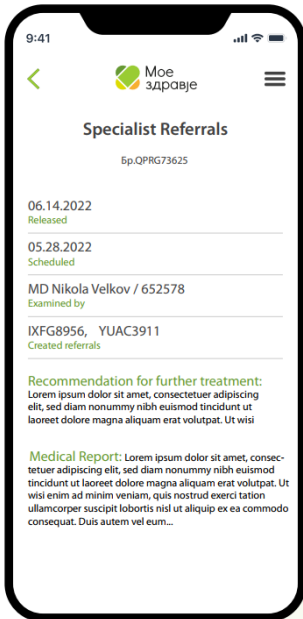 9:41
Мое
здравје
Specialist Referrals
Бр.QPRG73625
06.14.2022
Released
05.28.2022
Scheduled
MD Nikola Velkov / 652578
Examined by
IXFG8956, YUAC3911
Created referrals
Recommendation for further treatment:
Lorem ipsum dolor sit amet, consectetuer adipiscing
elit, sed diam nonummy nibh euismod tincidunt ut
laoreet dolore magna aliquam erat volutpat. Ut wisi
Medical Report: Lorem ipsum dolor sit amet, consec-
tetuer adipiscing elit, sed diam nonummy nibh euismod
tincidunt ut laoreet dolore magna aliquam erat volutpat. Ut
wisi enim ad minim veniam, quis nostrud exerci tation
ullamcorper suscipit lobortis nisl ut aliquip ex ea commodo
consequat. Duis autem vel eum...